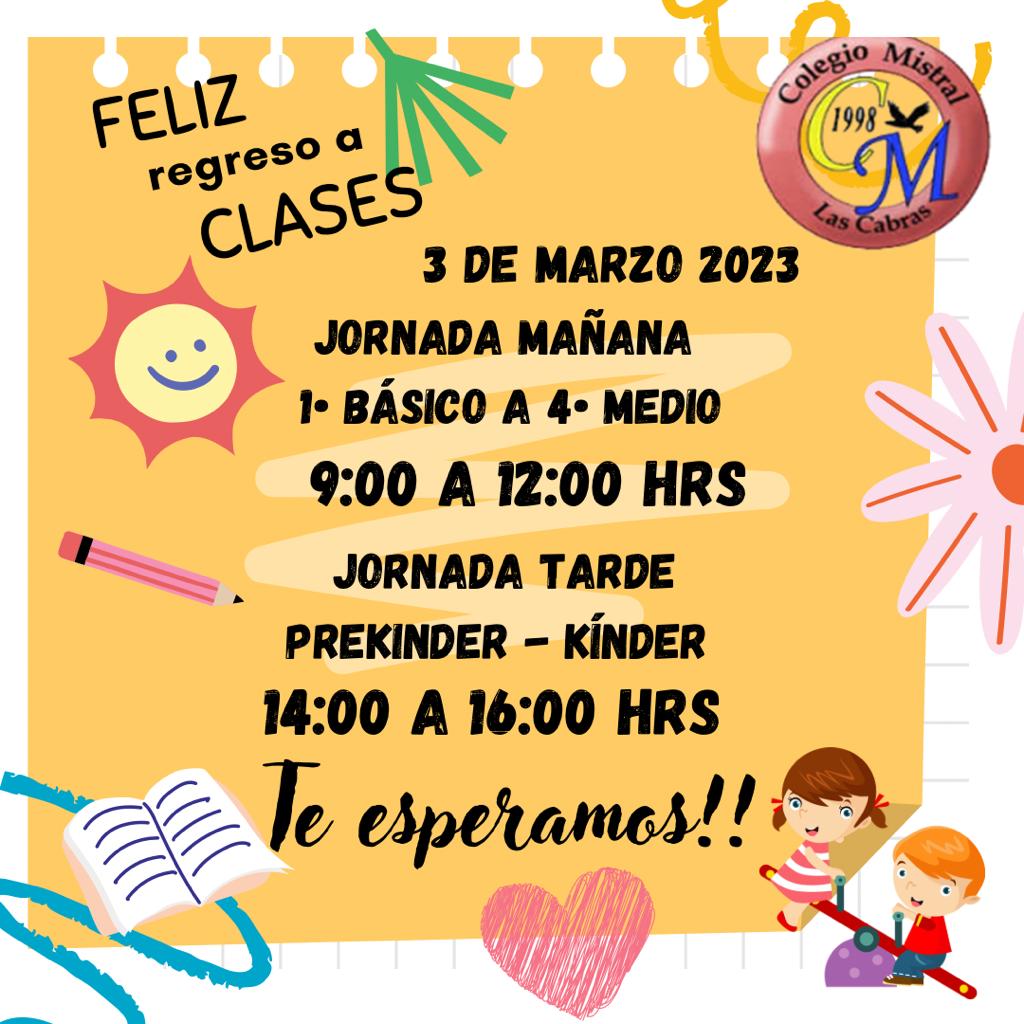 FELIZ
regreso a
CLASES
Colegio Mistral
1998
CM
Las Cabras
3 DE MARZO 2023
JORNADA MAÑANA
1• BÁSICO A 4• MEDIO
9:00 A 12:00 HRS
JORNADA TARDE
PREKINDER – KÍNDER
14:00 A 16:00 HRS
Te esperamos!!